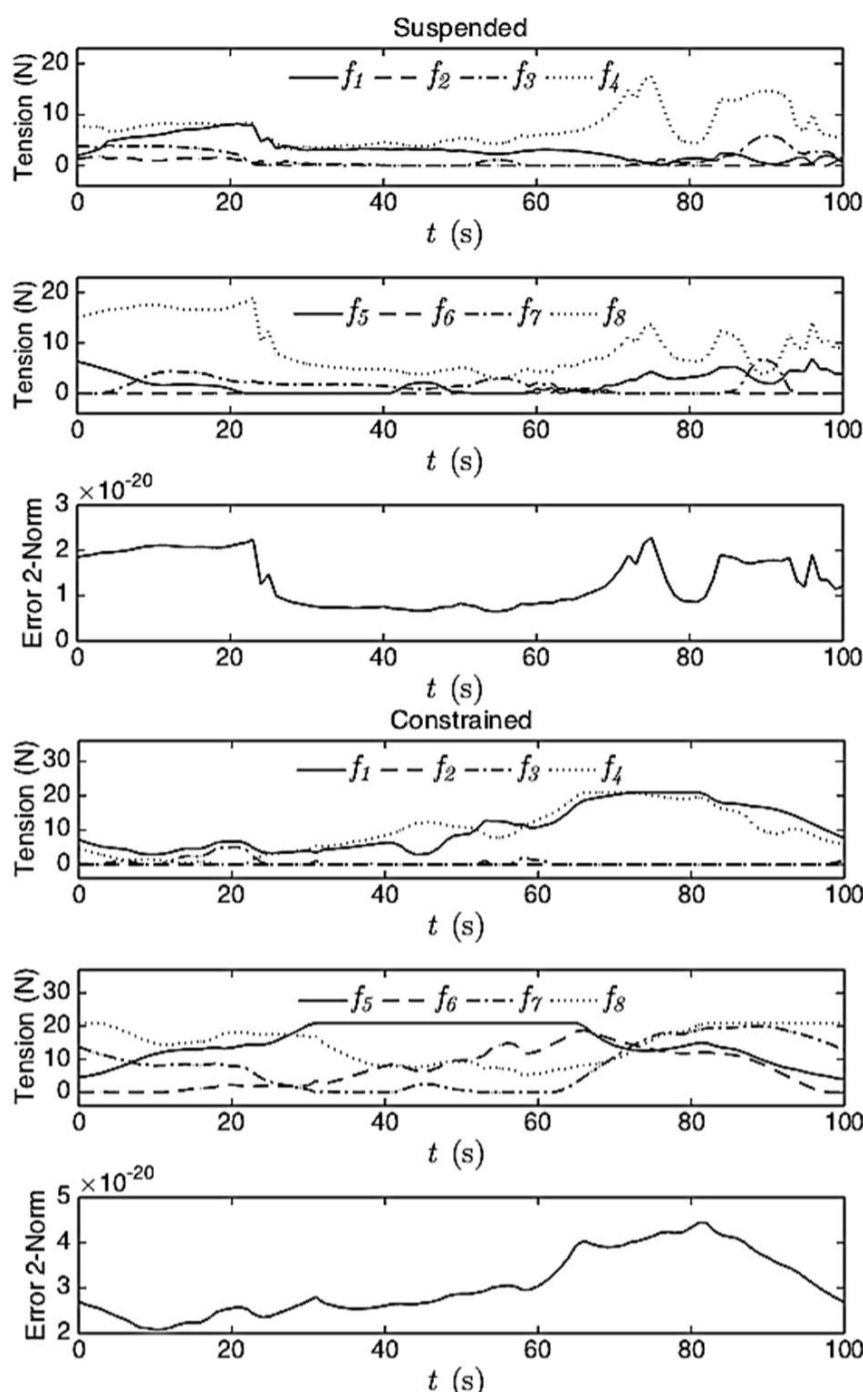 Suspended
Tension (N)
20
10
0
f1 f2 f3 f4
0 20 40 60 80 100
t (s)
Tension (N)
20
10
0
f5 f6 f7 f8
0 20 40 60 80 100
t (s)
×10-20
Error 2-Norm
3
2
1
0
0 20 40 60 80 100
t (s)
Constrained
Tension (N)
30
20
10
0
f1 f2 f3 f4
0 20 40 60 80 100
t (s)
Tension (N)
30
20
10
0
f5 f6 f7 f8
0 20 40 60 80 100
t (s)
×10-20
Error 2-Norm
5
4
3
2
0 20 40 60 80 100
t (s)